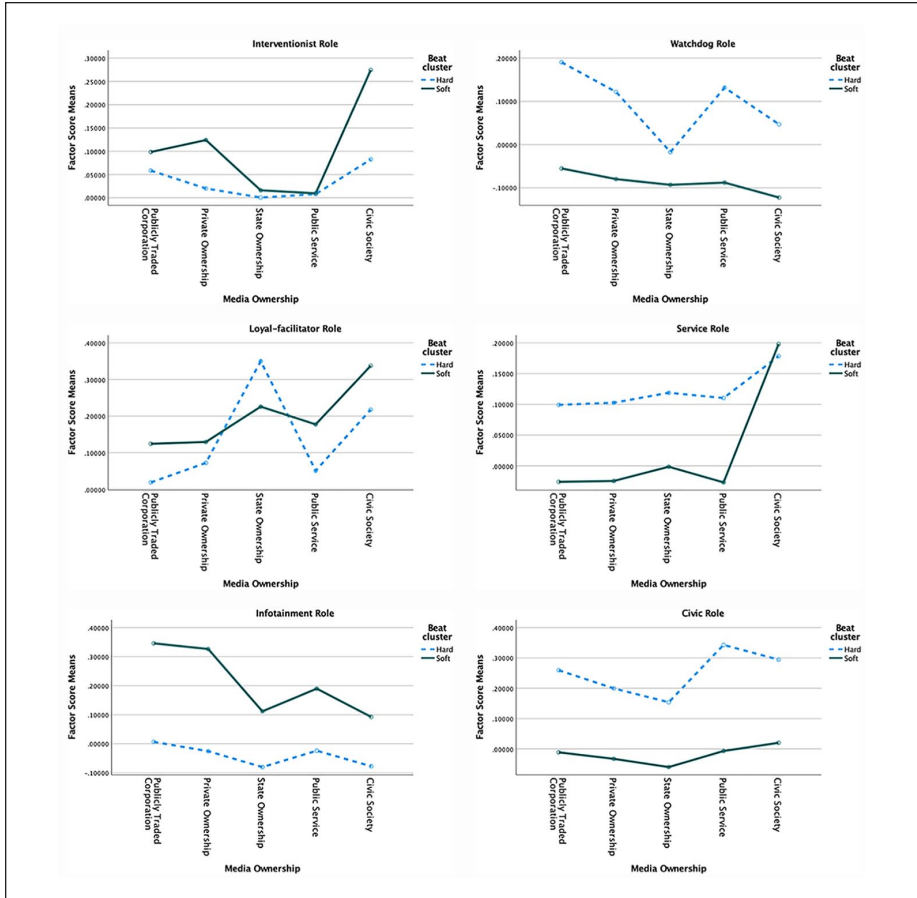 Interventionist Role
Factor Score Means
.30000
.25000
.20000
.15000
.10000
.05000
.00000
Publicly Traded
Corporation
Private Ownership
State Ownership
Public Service
Civic Society
Media Ownership
Beat
cluster
Hard
Soft
Watchdog Role
Factor Score Means
.20000
.10000
.00000
-.10000
Publicly Traded
Corporation
Private Ownership
State Ownership
Public Service
Civic Society
Media Ownership
Beat
cluster
Hard
Soft
Loyal-facilitator Role
Factor Score Means
.40000
.30000
.20000
.10000
.00000
Publicly Traded
Corporation
Private Ownership
State Ownership
Public Service
Civic Society
Media Ownership
Beat
cluster
Hard
Soft
Service Role
Factor Score Means
.20000
.15000
.10000
.05000
.00000
Publicly Traded
Corporation
Private Ownership
State Ownership
Public Service
Civic Society
Media Ownership
Beat
cluster
Hard
Soft
Infotainment Role
Factor Score Means
.40000
.30000
.20000
.10000
.00000
-.10000
Publicly Traded
Corporation
Private Ownership
State Ownership
Public Service
Civic Society
Media Ownership
Beat
cluster
Hard
Soft
Civic Role
Factor Score Means
.40000
.30000
.20000
.10000
.00000
Publicly Traded
Corporation
Private Ownership
State Ownership
Public Service
Civic Society
Media Ownership
Beat
cluster
Hard
Soft